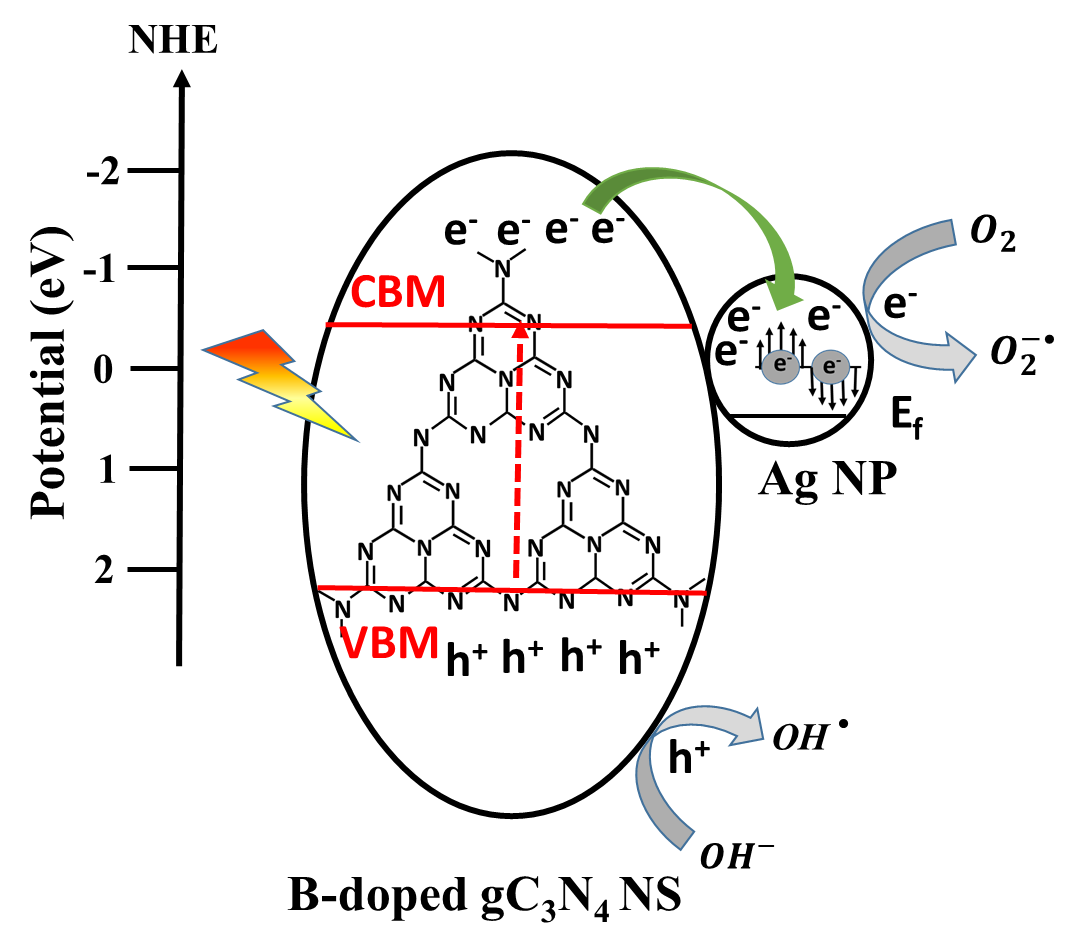 NHE
Potential (eV)
-2
-1
0
1
2
e⁻ e⁻ e⁻ e⁻
CBM
VBM
h⁺ h⁺ h⁺ h⁺
N
N N
N N N
N N
N N
N N N N
N N N N N N
N N N N N N N
N N
e⁻ e⁻
e⁻
e⁻ e⁻
E_f
Ag NP
O₂
e⁻
O₂⁻•
OH•
h⁺
OH⁻
B-doped gC₃N₄ NS